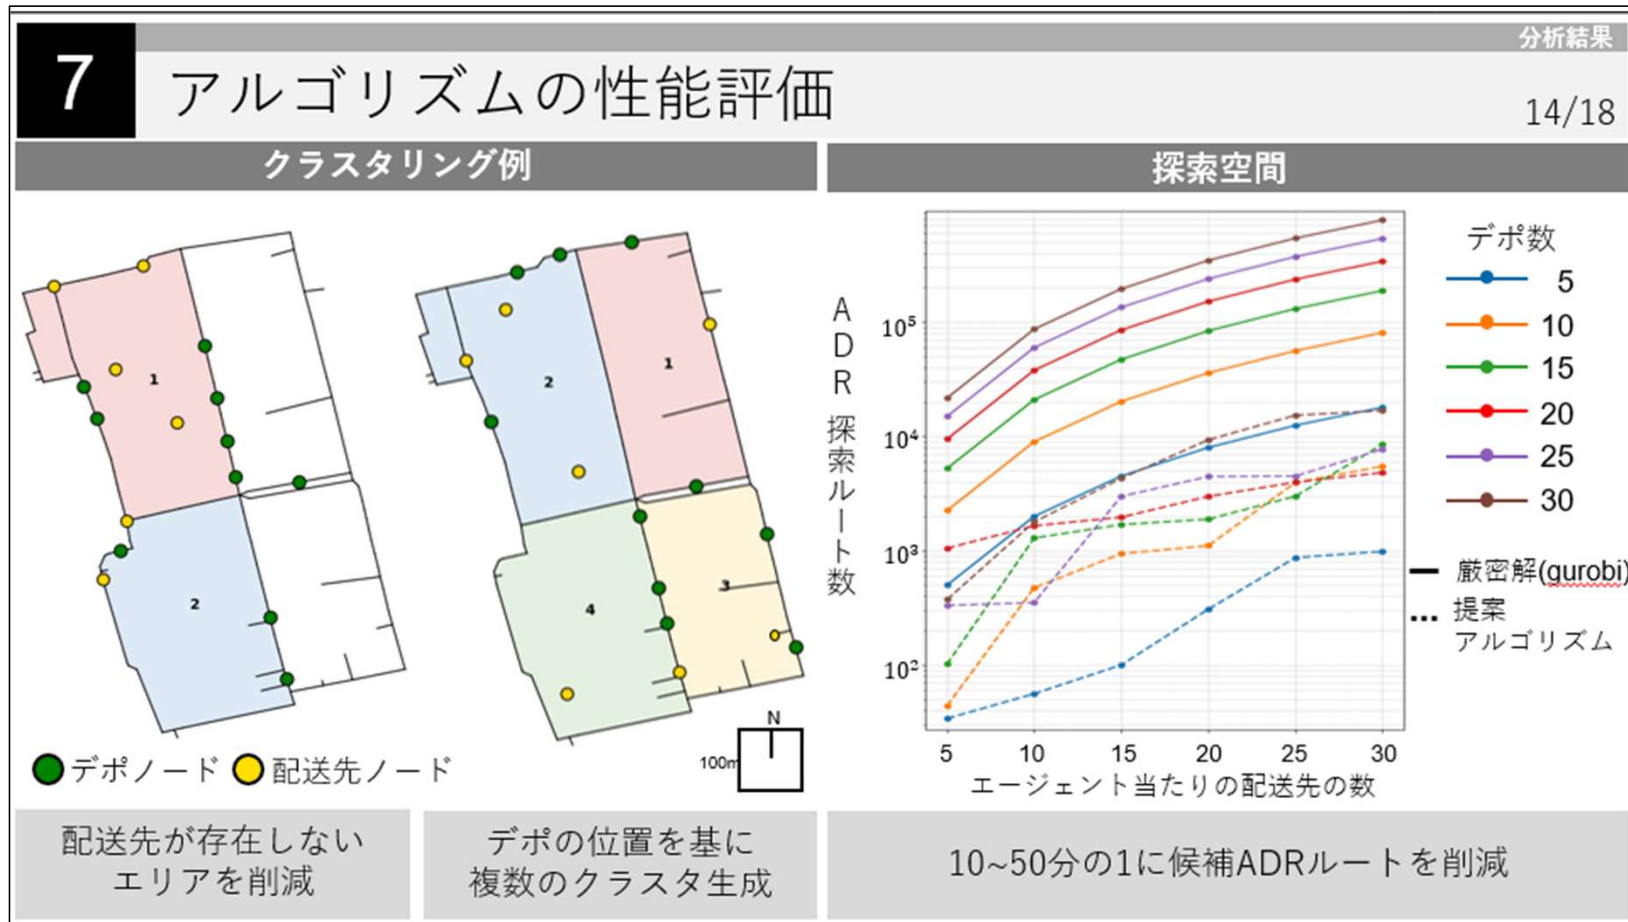 分析結果
7
アルゴリズムの性能評価
14/18
クラスタリング例
1
2
2
1
4
3
デポノード
配送先ノード
N
100m
配送先が存在しない
エリアを削減
デポの位置を基に
複数のクラスタ生成
探索空間
ADR 探索ルート数
10⁵
10⁴
10³
10²
5 10 15 20 25 30
エージェント当たりの配送先の数
デポ数
5
10
15
20
25
30
厳密解(gurobi)
提案
アルゴリズム
10~50分の1に候補ADRルートを削減